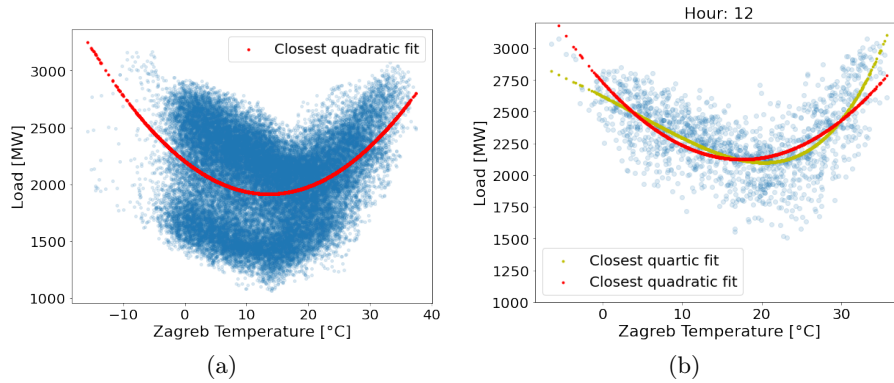 Closest quadratic fit
Load [MW]
3000
2500
2000
1500
1000
−10
0
10
20
30
40
Zagreb Temperature [°C]
(a)
Hour: 12
Load [MW]
3000
2750
2500
2250
2000
1750
1500
1250
1000
Closest quartic fit
Closest quadratic fit
0
10
20
30
Zagreb Temperature [°C]
(b)